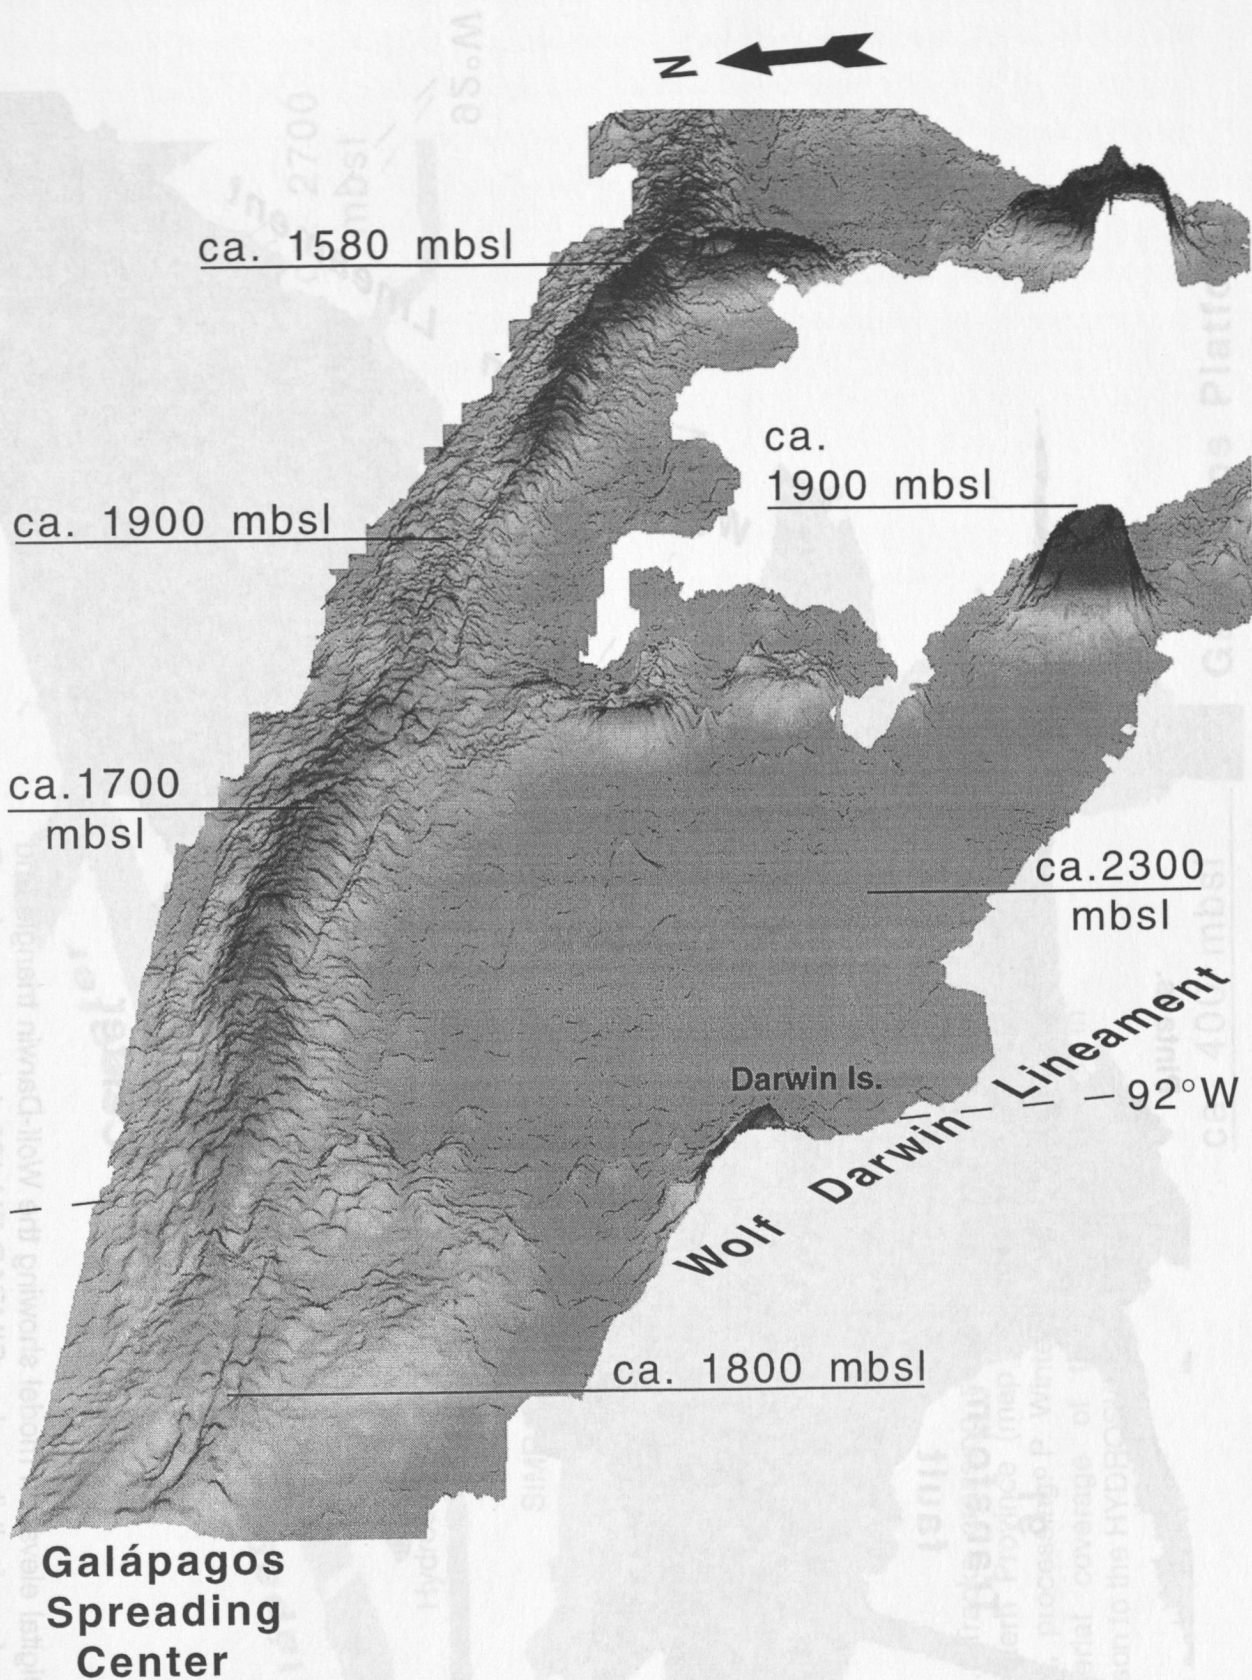 N
ca. 1580 mbsl
ca.
1900 mbsl
ca. 1900 mbsl
ca.1700
mbsl
ca.2300
mbsl
Darwin Is.
Wolf Darwin Lineament
92°W
ca. 1800 mbsl
Galápagos
Spreading
Center